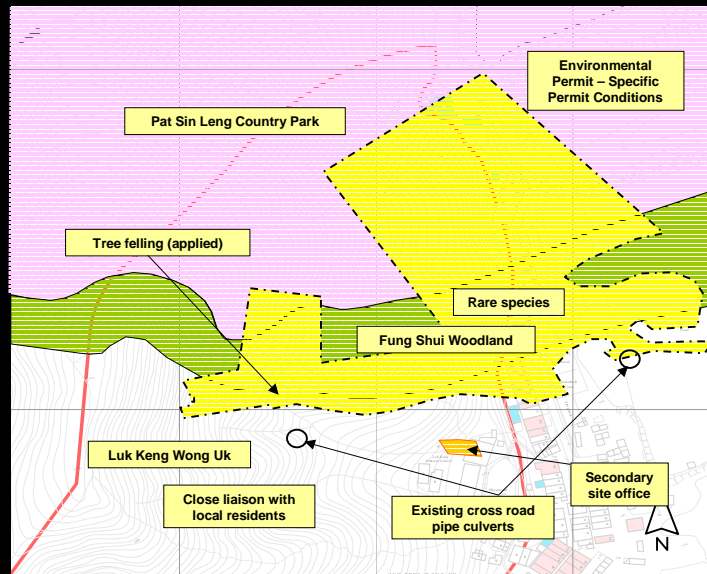 Environmental
Permit – Specific
Permit Conditions
Pat Sin Leng Country Park
Tree felling (applied)
Rare species
Fung Shui Woodland
Luk Keng Wong Uk
Close liaison with
local residents
Existing cross road
pipe culverts
Secondary
site office
N